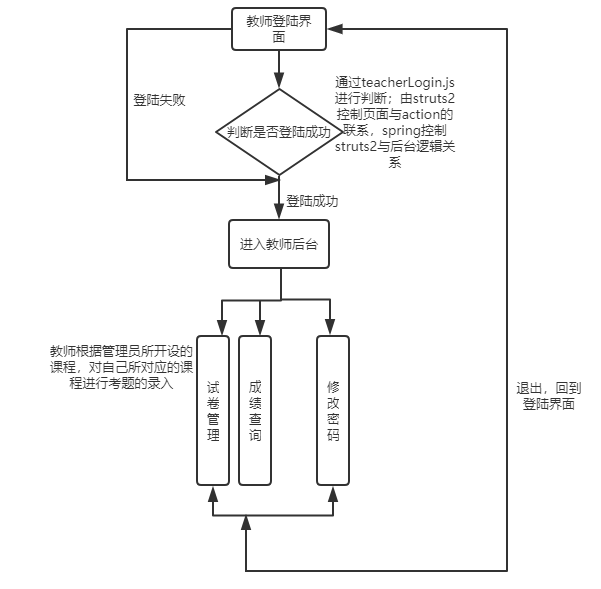 教师登陆界
面
登陆失败
通过teacherLogin.js
进行判断；由struts2
控制页面与action的
联系，spring控制
struts2与后台逻辑关
系
判断是否登陆成功
登陆成功
进入教师后台
教师根据管理员所开设的
课程，对自己所对应的课
程进行考题的录入
试
卷
管
理
成
绩
查
询
修
改
密
码
退出，回到
登陆界面